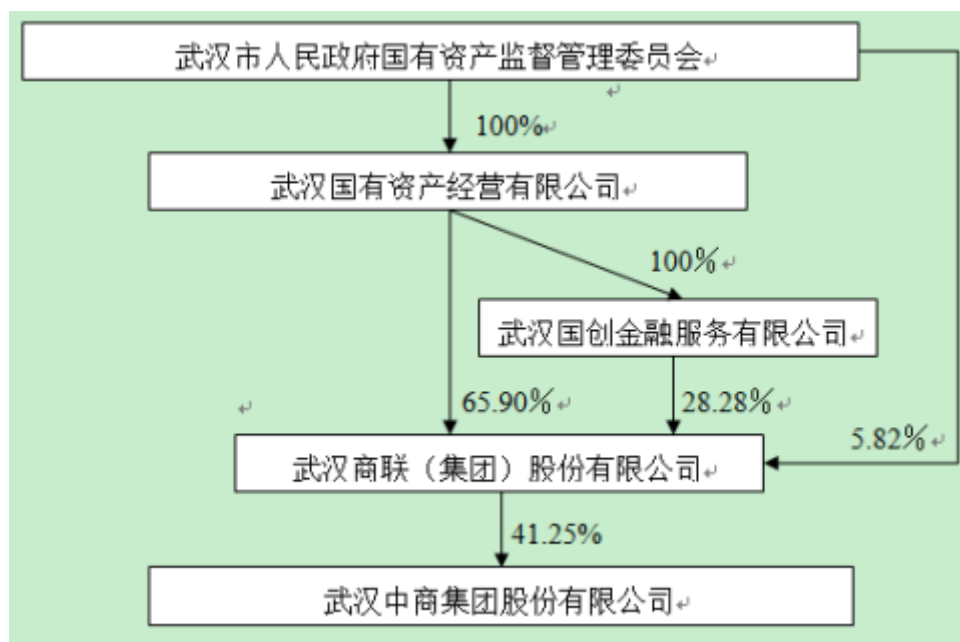 武汉市人民政府国有资产监督管理委员会
100%
武汉国有资产经营有限公司
100%
武汉国创金融服务有限公司
65.90%
28.28%
5.82%
武汉商联（集团）股份有限公司
41.25%
武汉中商集团股份有限公司